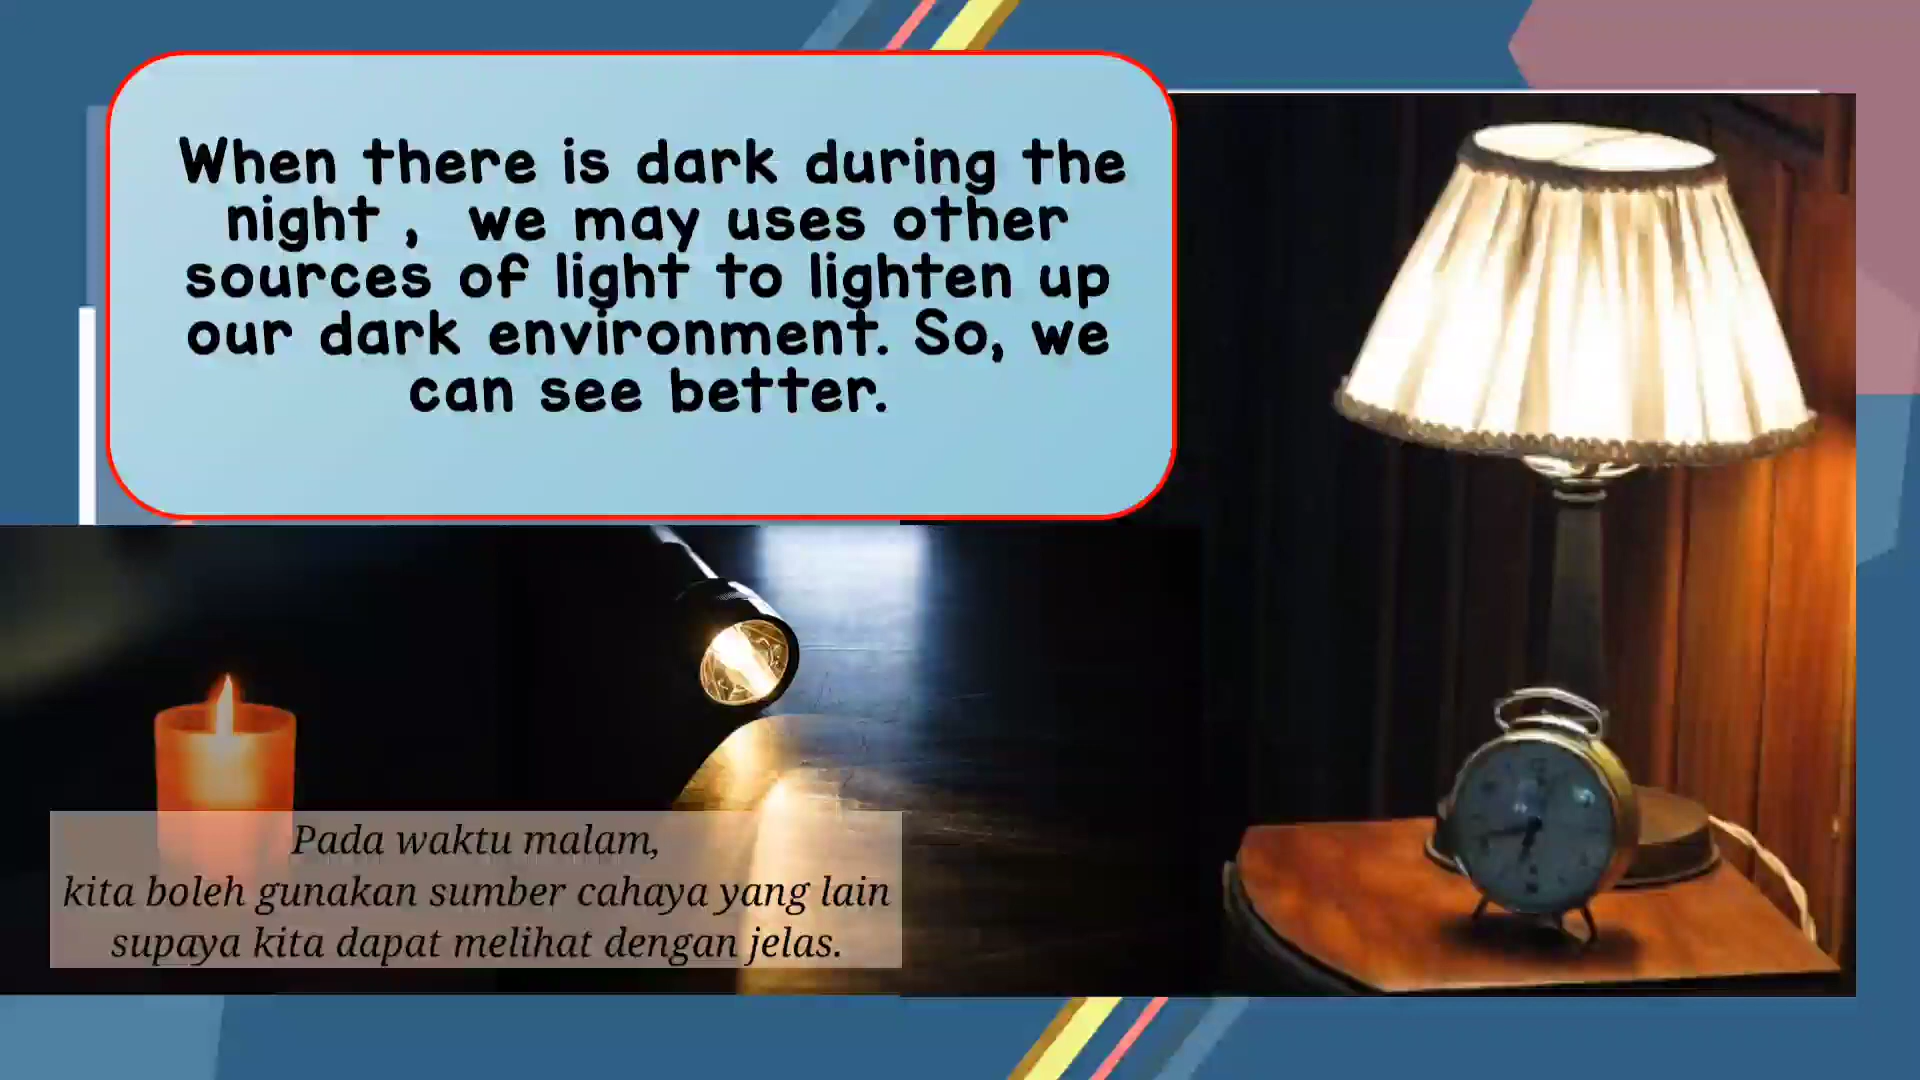 When there is dark during the
night ,  we may uses other
sources of light to lighten up
our dark environment. So, we
can see better.
Pada waktu malam,
kita boleh gunakan sumber cahaya yang lain
supaya kita dapat melihat dengan jelas.